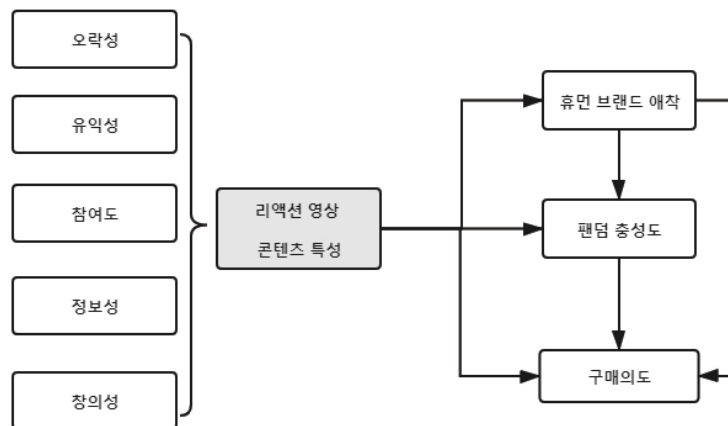 오락성
유익성
참여도
정보성
창의성
리액션 영상
콘텐츠 특성
휴먼 브랜드 애착
팬덤 충성도
구매의도